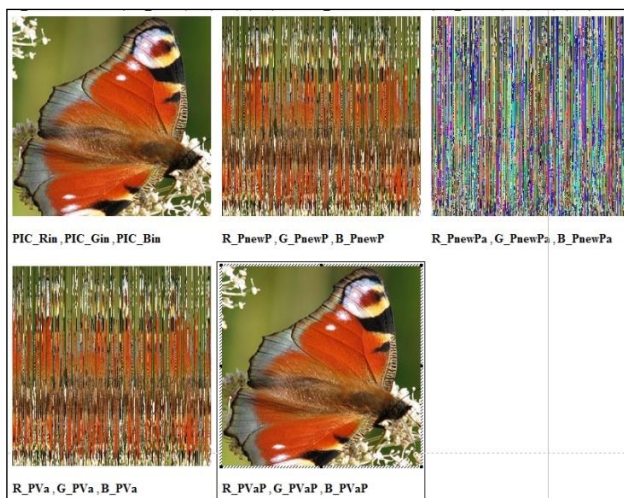 PIC_Rin , PIC_Gin , PIC_Bin
R_PnewP , G_PnewP , B_PnewP
R_PnewPa , G_PnewPa , B_PnewPa
R_PVa , G_PVa , B_PVa
R_PVaP , G_PVaP , B_PVaP